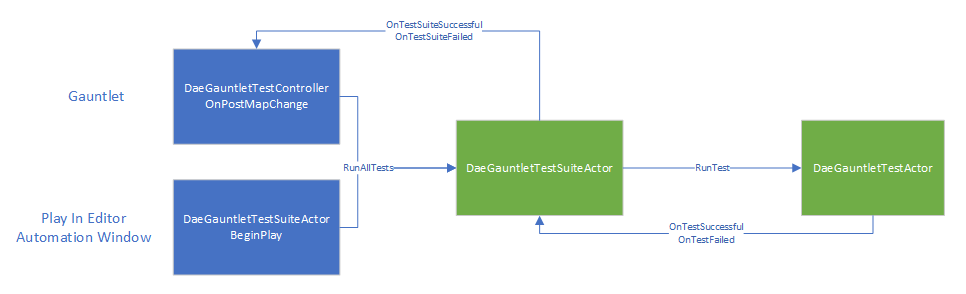 OnTestSuiteSuccessful
OnTestSuiteFailed
Gauntlet
DaeGauntletTestController
OnPostMapChange
RunAllTests
DaeGauntletTestSuiteActor
RunTest
DaeGauntletTestActor
Play In Editor
Automation Window
DaeGauntletTestSuiteActor
BeginPlay
OnTestSuccessful
OnTestFailed